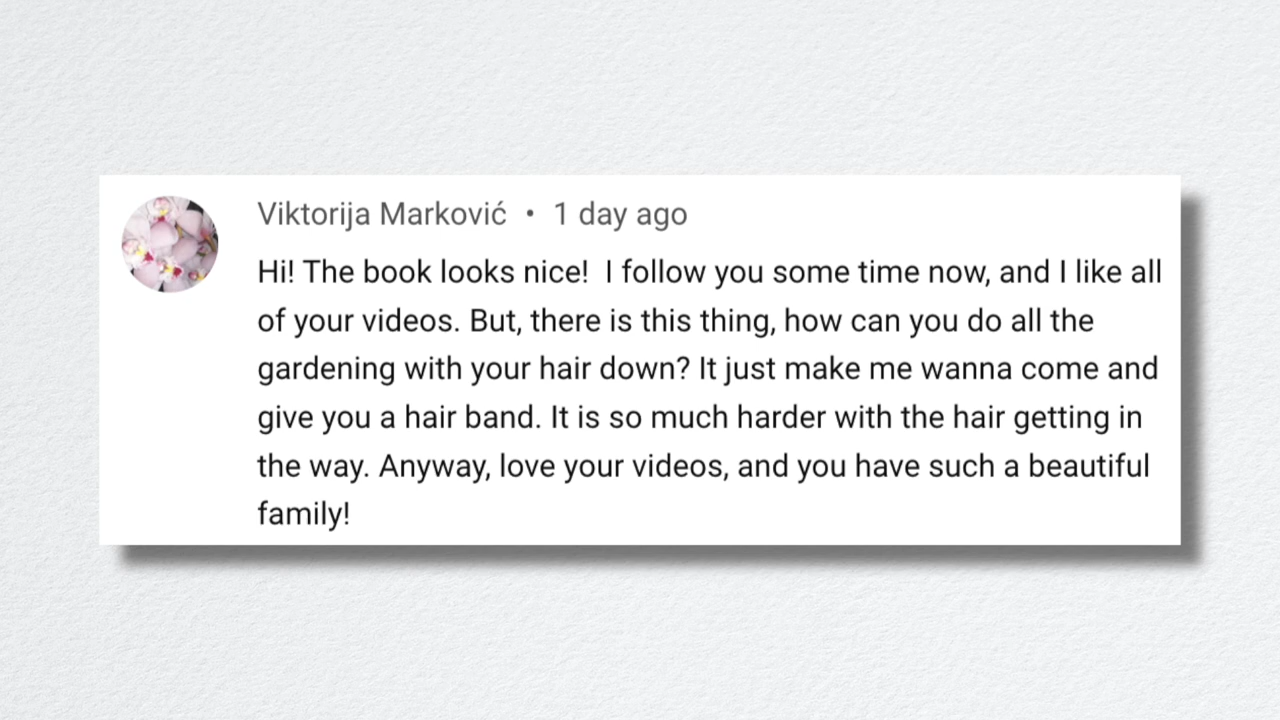 Viktorija Marković • 1 day ago
Hi! The book looks nice!  I follow you some time now, and I like all
of your videos. But, there is this thing, how can you do all the
gardening with your hair down? It just make me wanna come and
give you a hair band. It is so much harder with the hair getting in
the way. Anyway, love your videos, and you have such a beautiful
family!